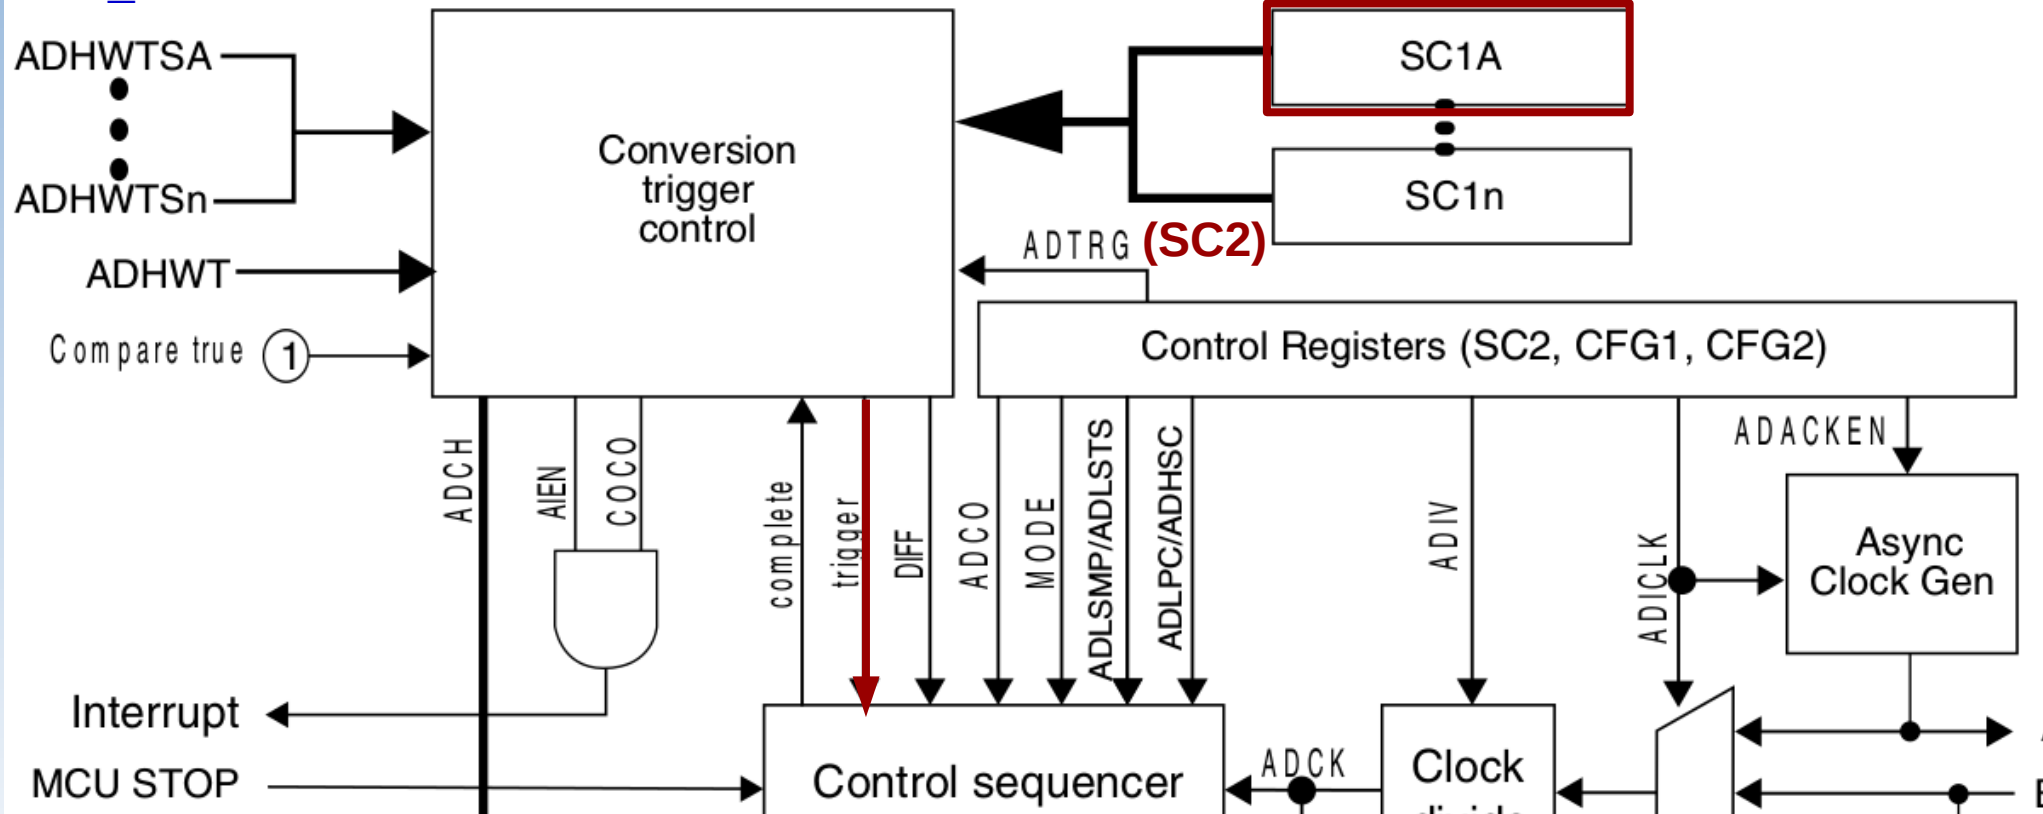 ADHWTSA
ADHWTSn
ADHWT
Compare true
1
Conversion
trigger
control
SC1A
SC1n
ADTRG (SC2)
Control Registers (SC2, CFG1, CFG2)
ADCH
AIEN
COCO
complete
trigger
DIFF
ADCO
MODE
ADLSMP/ADLSTS
ADLPC/ADHSC
ADIV
ADICLK
ADACKEN
Async
Clock Gen
Interrupt
MCU STOP
Control sequencer
ADCK
Clock